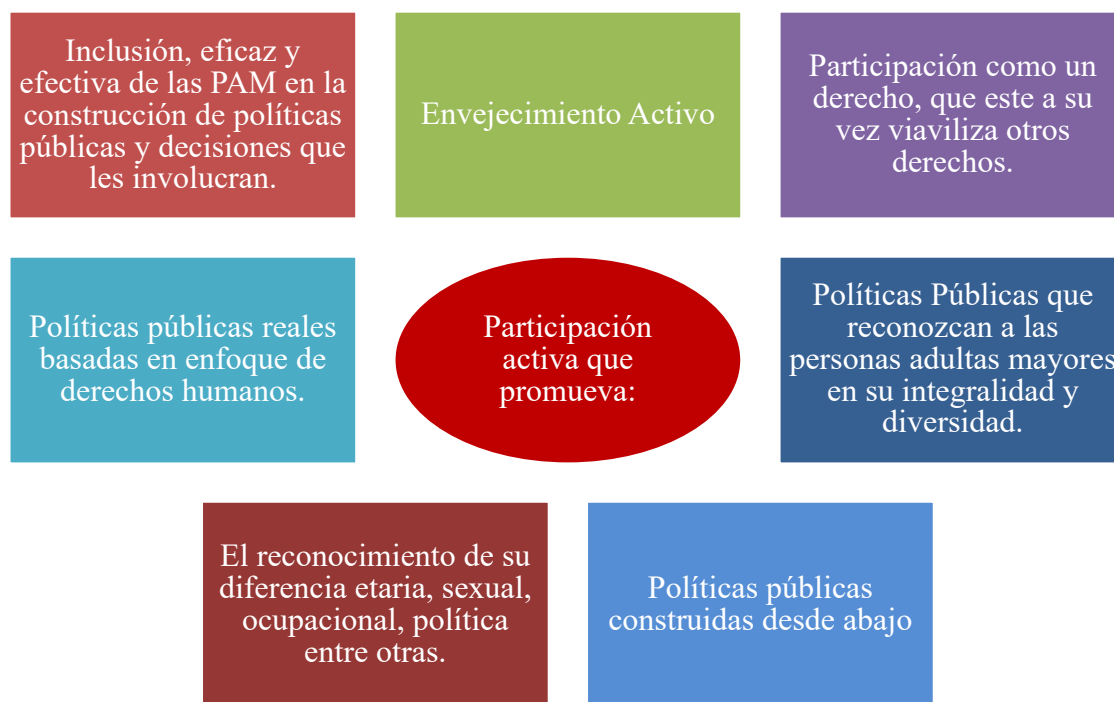 Inclusión, eficaz y
efectiva de las PAM en la
construcción de políticas
públicas y decisiones que
les involucran.
Envejecimiento Activo
Participación como un
derecho, que este a su
vez viaviliza otros
derechos.
Políticas públicas reales
basadas en enfoque de
derechos humanos.
Participación
activa que
promueva:
Políticas Públicas que
reconozcan a las
personas adultas mayores
en su integralidad y
diversidad.
El reconocimiento de su
diferencia etaria, sexual,
ocupacional, política
entre otras.
Políticas públicas
construidas desde abajo